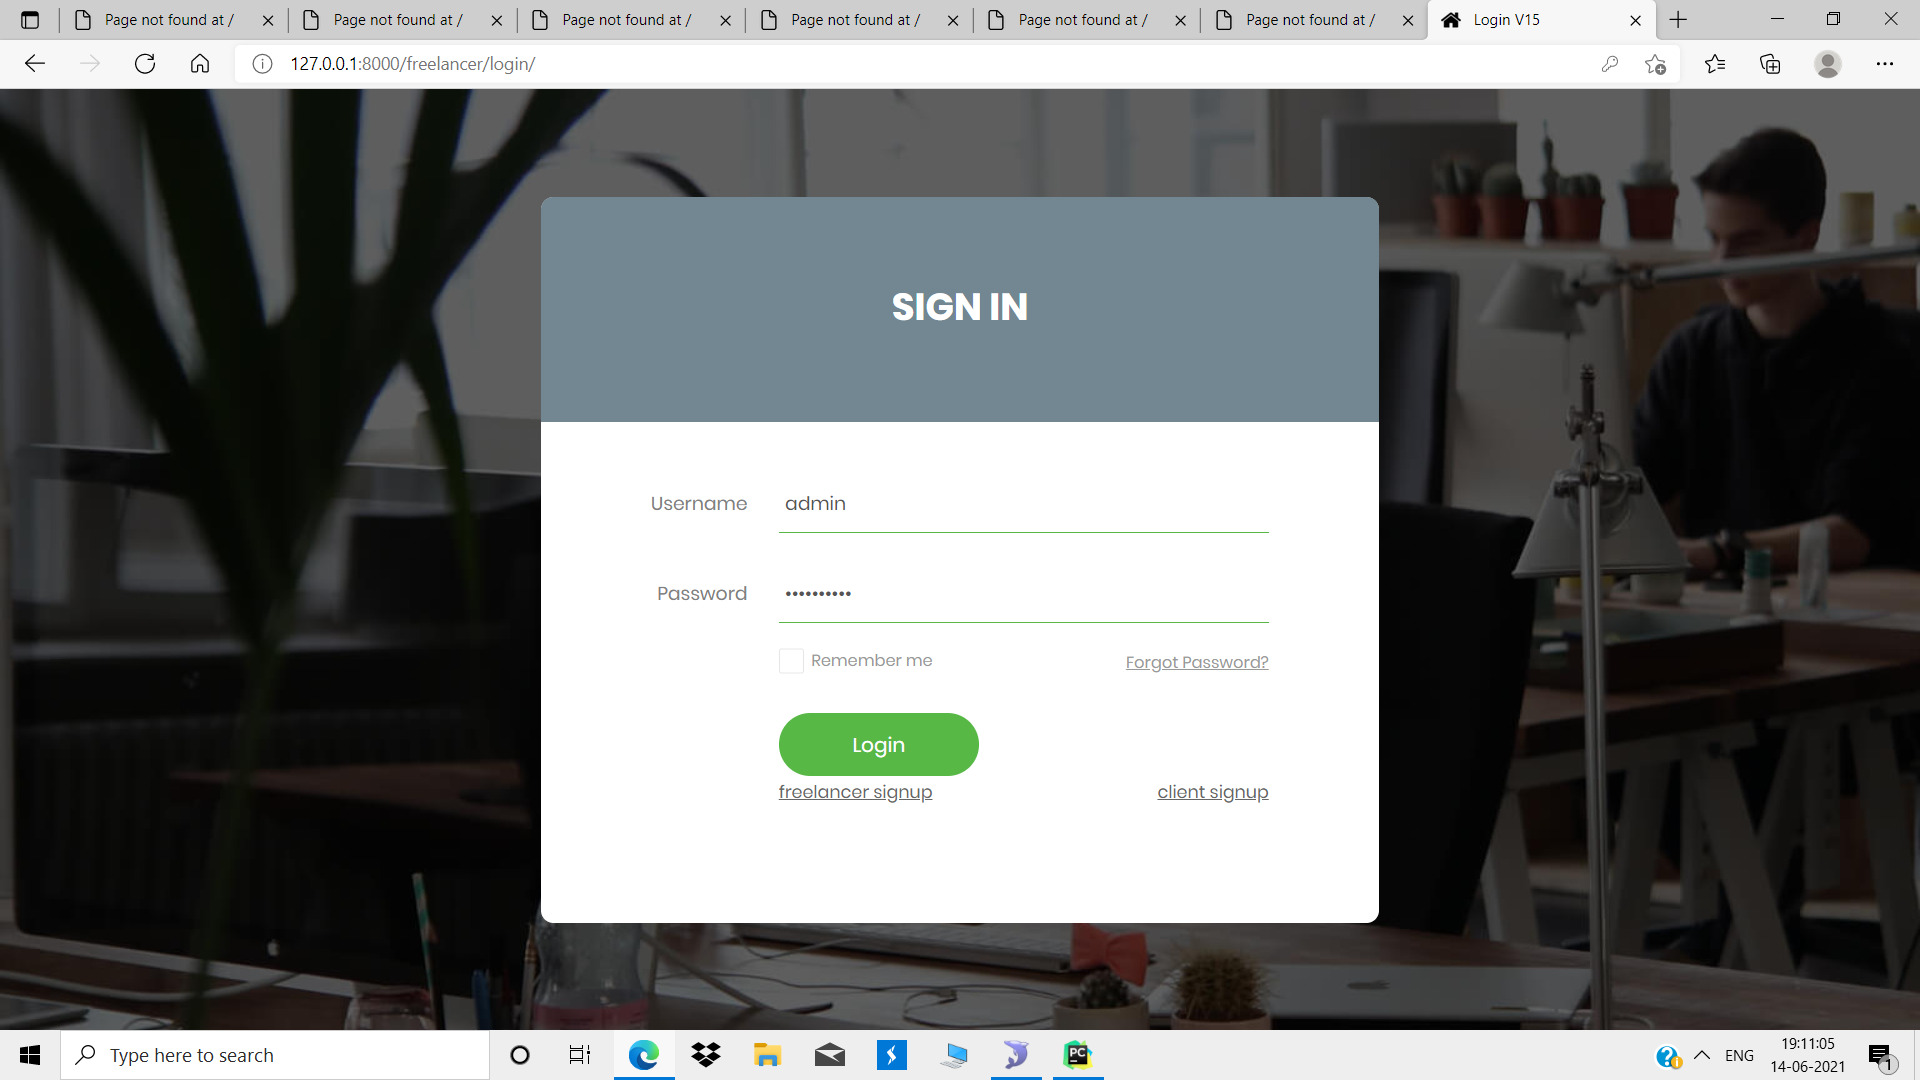 Page not found at /
Page not found at /
Page not found at /
Page not found at /
Page not found at /
Page not found at /
Login V15
127.0.0.1:8000/freelancer/login/
SIGN IN
Username admin
Password ••••••••••
Remember me Forgot Password?
Login
freelancer signup client signup
Type here to search
PC
ENG
19:11:05
14-06-2021
1